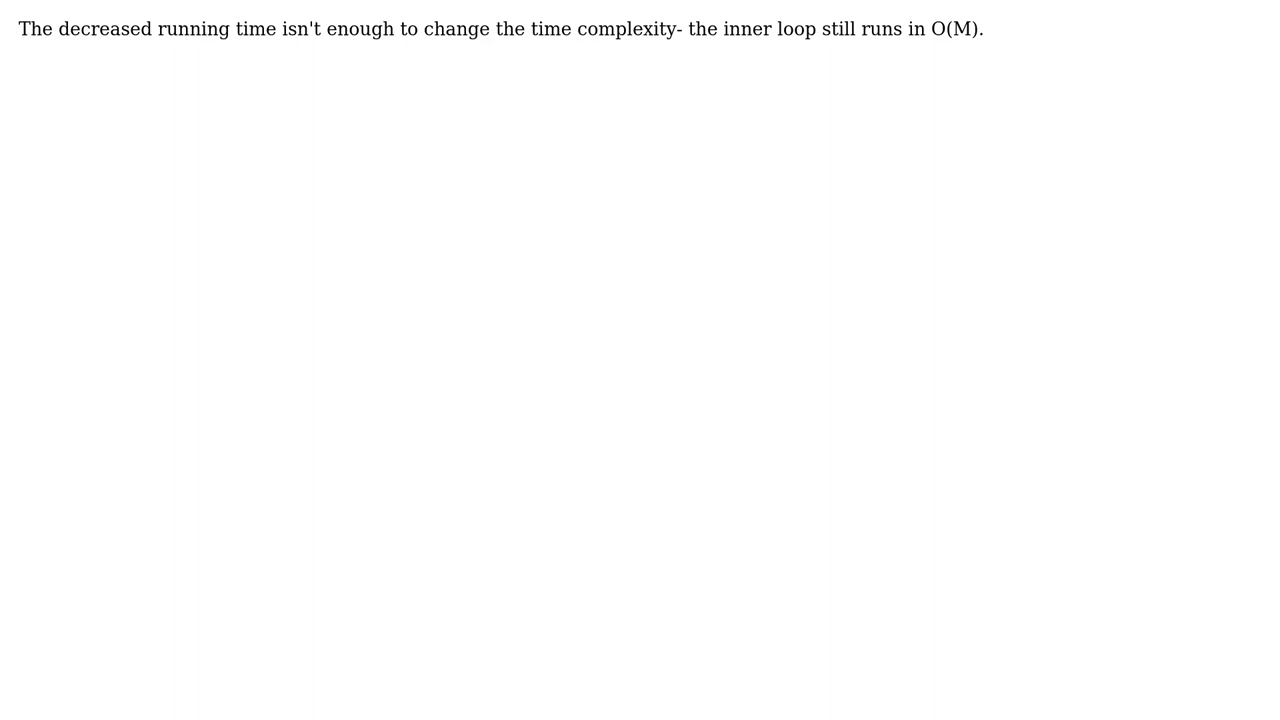 The decreased running time isn't enough to change the time complexity- the inner loop still runs in O(M).